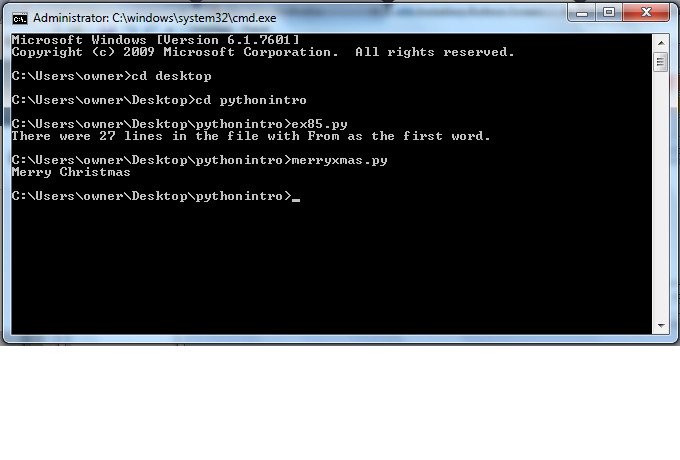 Administrator: C:\windows\system32\cmd.exe
Microsoft Windows [Version 6.1.7601]
Copyright (c) 2009 Microsoft Corporation.  All rights reserved.
C:\Users\owner>cd desktop
C:\Users\owner\Desktop>cd pythonintro
C:\Users\owner\Desktop\pythonintro>ex85.py
There were 27 lines in the file with From as the first word.
C:\Users\owner\Desktop\pythonintro>merryxmas.py
Merry Christmas
C:\Users\owner\Desktop\pythonintro>_